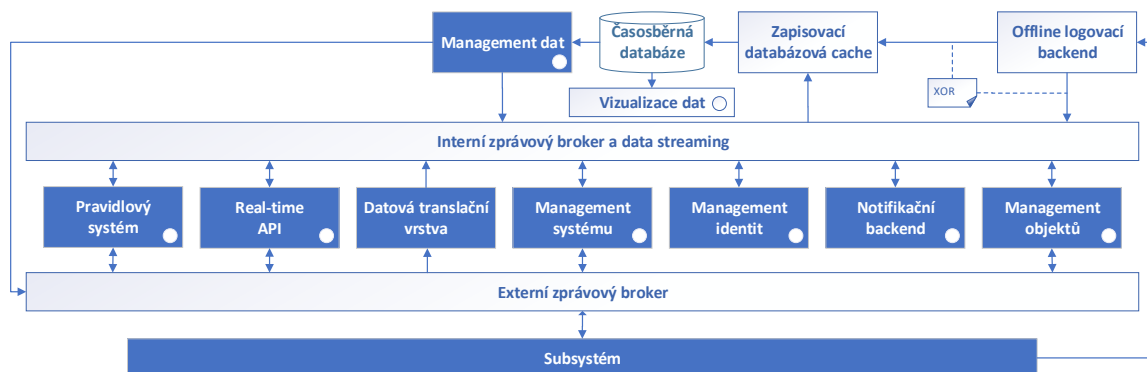 Management dat
Časosběrná
databáze
Zapisovací
databázová cache
Offline logovací
backend
XOR
Vizualizace dat
Interní zprávový broker a data streaming
Pravidlový
systém
Real-time
API
Datová translační
vrstva
Management
systému
Management
identit
Notifikační
backend
Management
objektů
Externí zprávový broker
Subsystém